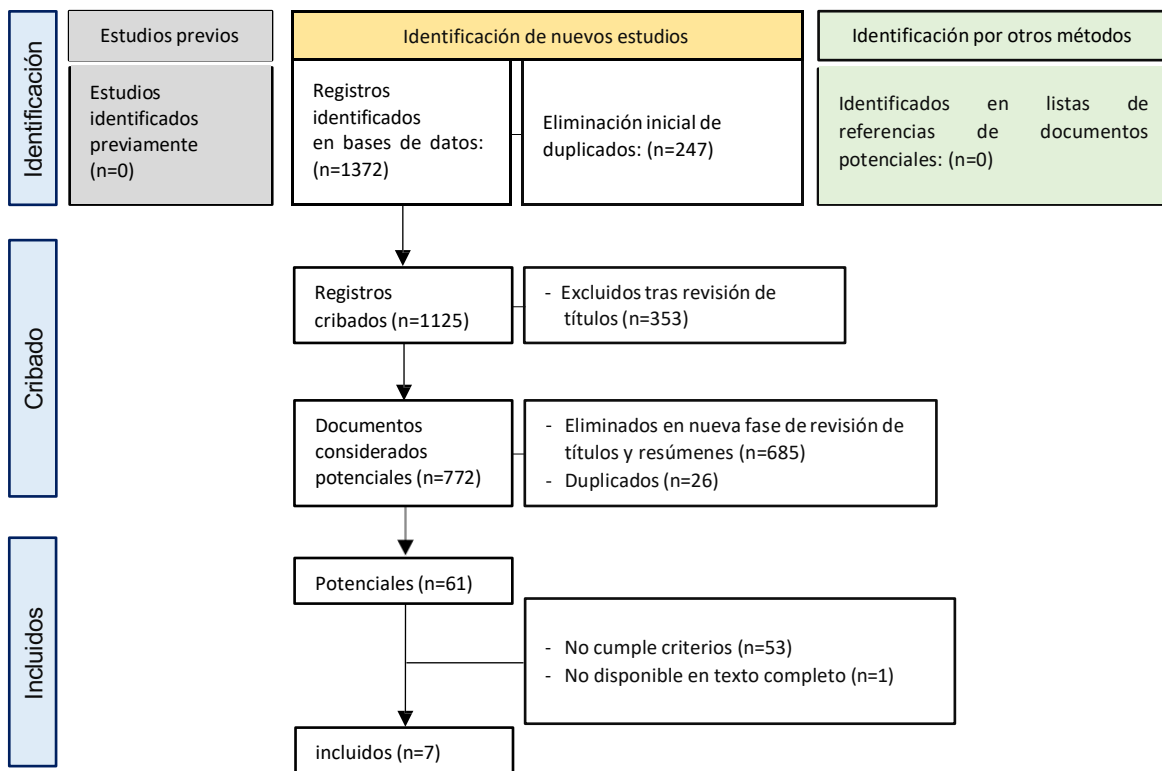 Identificación
Estudios previos
Estudios
identificados
previamente
(n=0)
Identificación de nuevos estudios
Registros
identificados
en bases de datos:
(n=1372)
Eliminación inicial de
duplicados: (n=247)
Identificación por otros métodos
Identificados en listas de
referencias de documentos
potenciales: (n=0)
Cribado
Registros
cribados (n=1125)
- Excluidos tras revisión de
títulos (n=353)
Documentos
considerados
potenciales (n=772)
- Eliminados en nueva fase de revisión de
títulos y resúmenes (n=685)
- Duplicados (n=26)
Incluidos
Potenciales (n=61)
- No cumple criterios (n=53)
- No disponible en texto completo (n=1)
incluidos (n=7)